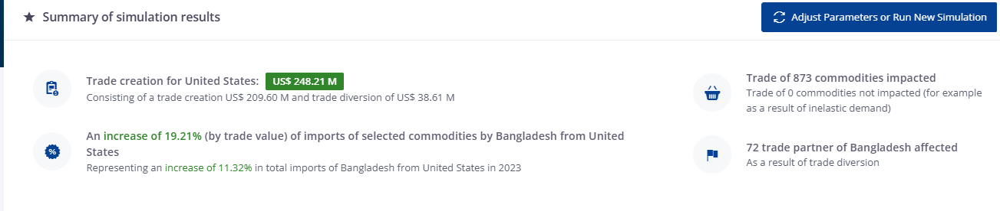 Summary of simulation results
Adjust Parameters or Run New Simulation
Trade creation for United States: US$ 248.21 M
Consisting of a trade creation US$ 209.60 M and trade diversion of US$ 38.61 M
An increase of 19.21% (by trade value) of imports of selected commodities by Bangladesh from United
States
Representing an increase of 11.32% in total imports of Bangladesh from United States in 2023
Trade of 873 commodities impacted
Trade of 0 commodities not impacted (for example
as a result of inelastic demand)
72 trade partner of Bangladesh affected
As a result of trade diversion